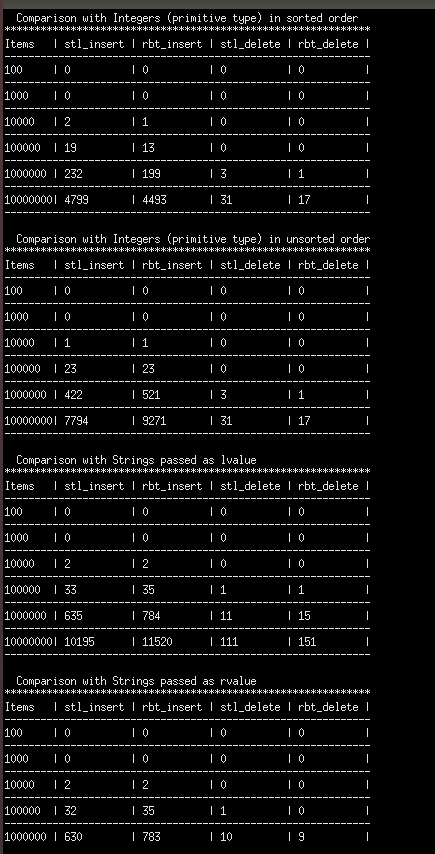 Comparison with Integers (primitive type) in sorted order
**************************************************************
Items | stl_insert | rbt_insert | stl_delete | rbt_delete |
--------------------------------------------------------------
100 | 0 | 0 | 0 | 0 |
--------------------------------------------------------------
1000 | 0 | 0 | 0 | 0 |
--------------------------------------------------------------
10000 | 2 | 1 | 0 | 0 |
--------------------------------------------------------------
100000 | 19 | 13 | 0 | 0 |
--------------------------------------------------------------
1000000 | 232 | 199 | 3 | 1 |
--------------------------------------------------------------
10000000| 4799 | 4493 | 31 | 17 |
--------------------------------------------------------------
Comparison with Integers (primitive type) in unsorted order
**************************************************************
Items | stl_insert | rbt_insert | stl_delete | rbt_delete |
--------------------------------------------------------------
100 | 0 | 0 | 0 | 0 |
--------------------------------------------------------------
1000 | 0 | 0 | 0 | 0 |
--------------------------------------------------------------
10000 | 1 | 1 | 0 | 0 |
--------------------------------------------------------------
100000 | 23 | 23 | 0 | 0 |
--------------------------------------------------------------
1000000 | 422 | 521 | 3 | 1 |
--------------------------------------------------------------
10000000| 7794 | 9271 | 31 | 17 |
--------------------------------------------------------------
Comparison with Strings passed as lvalue
**************************************************************
Items | stl_insert | rbt_insert | stl_delete | rbt_delete |
--------------------------------------------------------------
100 | 0 | 0 | 0 | 0 |
--------------------------------------------------------------
1000 | 0 | 0 | 0 | 0 |
--------------------------------------------------------------
10000 | 2 | 2 | 0 | 0 |
--------------------------------------------------------------
100000 | 33 | 35 | 1 | 1 |
--------------------------------------------------------------
1000000 | 635 | 784 | 11 | 15 |
--------------------------------------------------------------
10000000| 10195 | 11520 | 111 | 151 |
--------------------------------------------------------------
Comparison with Strings passed as rvalue
**************************************************************
Items | stl_insert | rbt_insert | stl_delete | rbt_delete |
--------------------------------------------------------------
100 | 0 | 0 | 0 | 0 |
--------------------------------------------------------------
1000 | 0 | 0 | 0 | 0 |
--------------------------------------------------------------
10000 | 2 | 2 | 0 | 0 |
--------------------------------------------------------------
100000 | 32 | 35 | 1 | 0 |
--------------------------------------------------------------
1000000 | 630 | 783 | 10 | 9 |